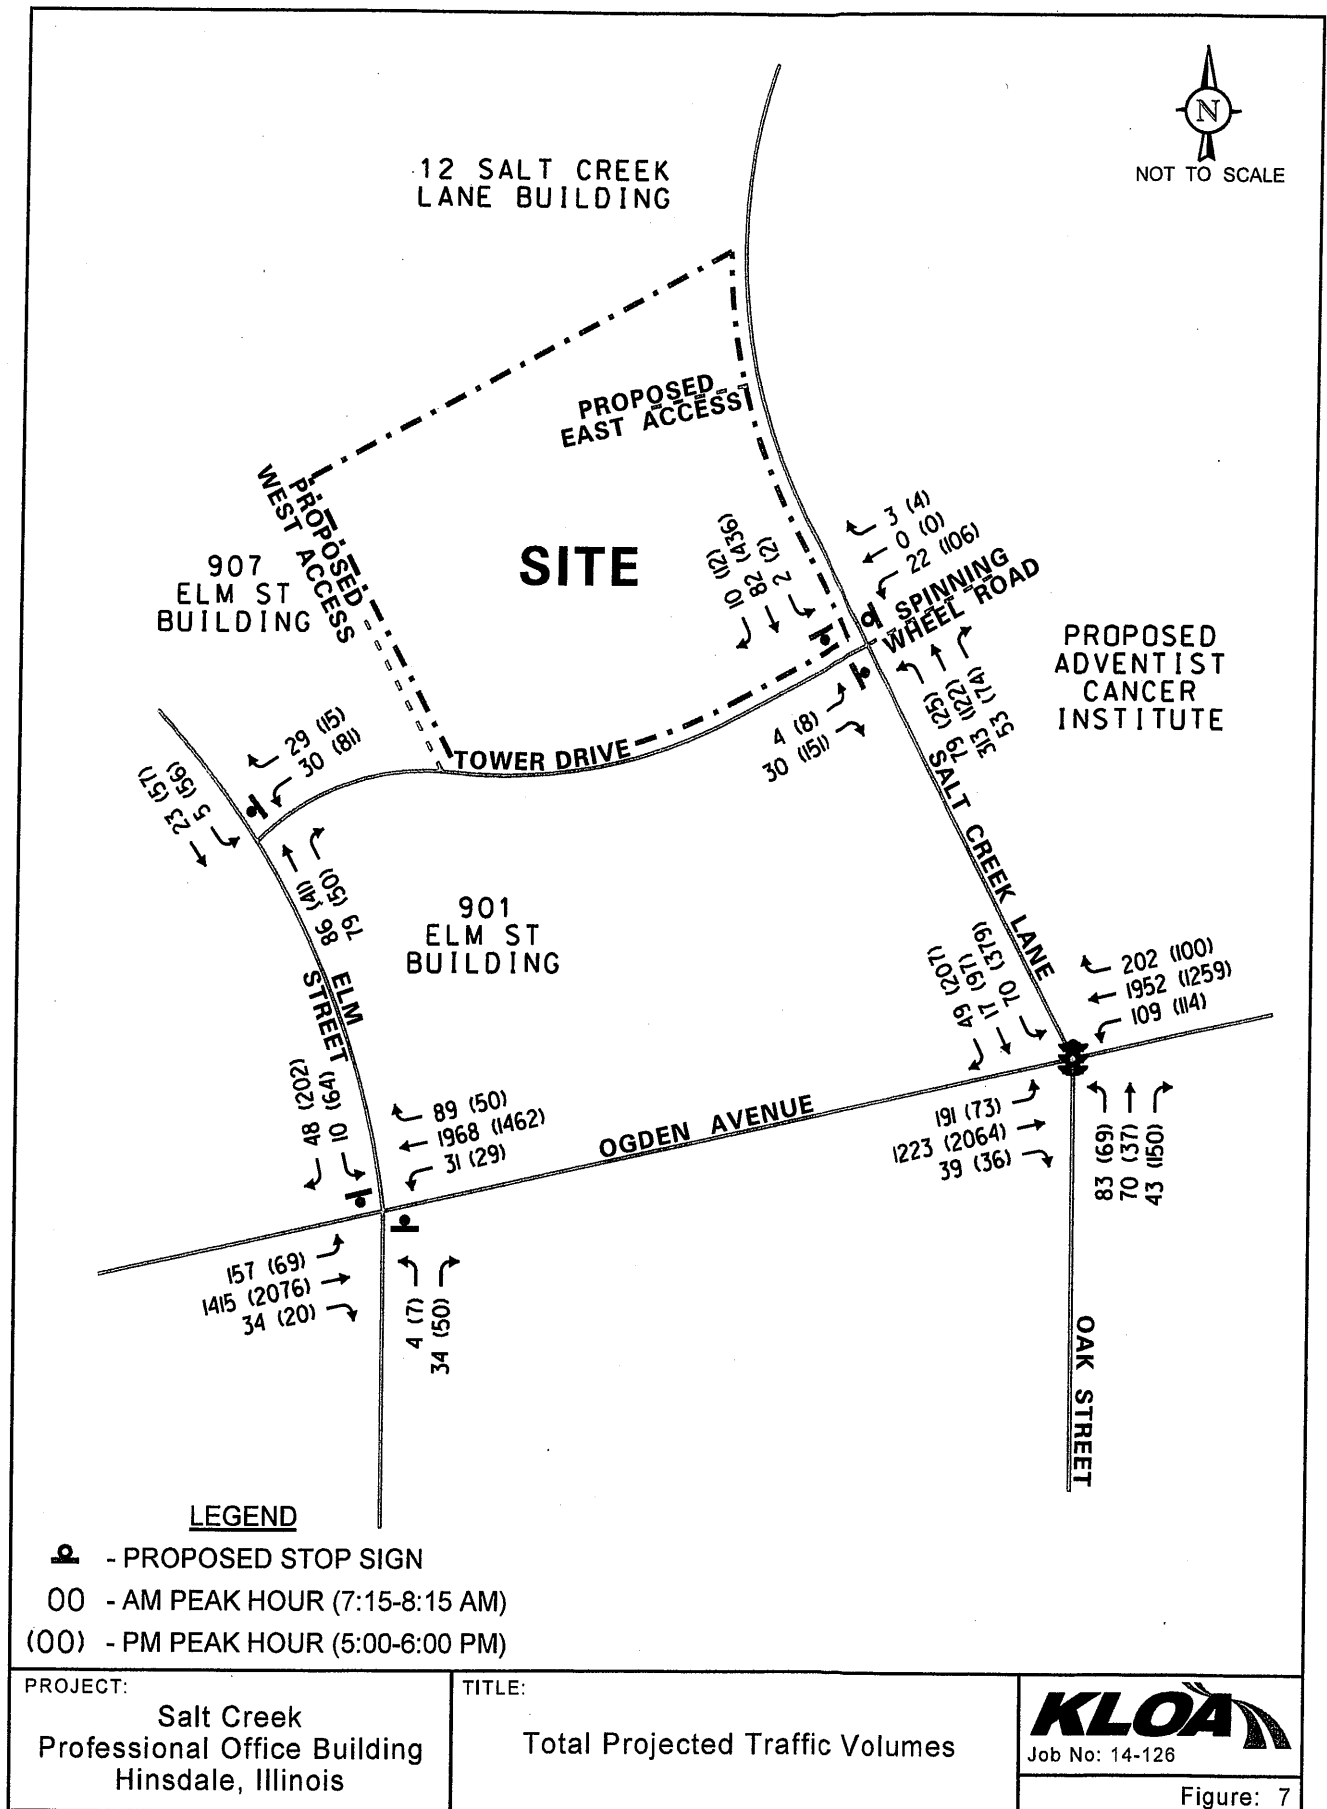 N
NOT TO SCALE
12 SALT CREEK
LANE BUILDING
PROPOSED
EAST ACCESS
PROPOSED
WEST ACCESS
907
ELM ST
BUILDING
SITE
10 (12)
82 (436)
2 (2)
3 (4)
0 (0)
22 (106)
SPINNING
WHEEL ROAD
PROPOSED
ADVENTIST
CANCER
INSTITUTE
79 (25)
313 (122)
53 (74)
4 (8)
30 (151)
TOWER DRIVE
29 (15)
30 (81)
23 (57)
5 (56)
86 (41)
79 (50)
SALT CREEK LANE
901
ELM ST
BUILDING
ELM
STREET
49 (207)
17 (97)
70 (379)
202 (100)
1952 (1259)
109 (114)
48 (202)
10 (64)
89 (50)
1968 (1462)
31 (29)
OGDEN AVENUE
191 (73)
1223 (2064)
39 (36)
83 (69)
70 (37)
43 (150)
157 (69)
1415 (2076)
34 (20)
4 (7)
34 (50)
OAK STREET
LEGEND
- PROPOSED STOP SIGN
00 - AM PEAK HOUR (7:15-8:15 AM)
(00) - PM PEAK HOUR (5:00-6:00 PM)
PROJECT:
Salt Creek
Professional Office Building
Hinsdale, Illinois
TITLE:
Total Projected Traffic Volumes
KLOA
Job No: 14-126
Figure: 7